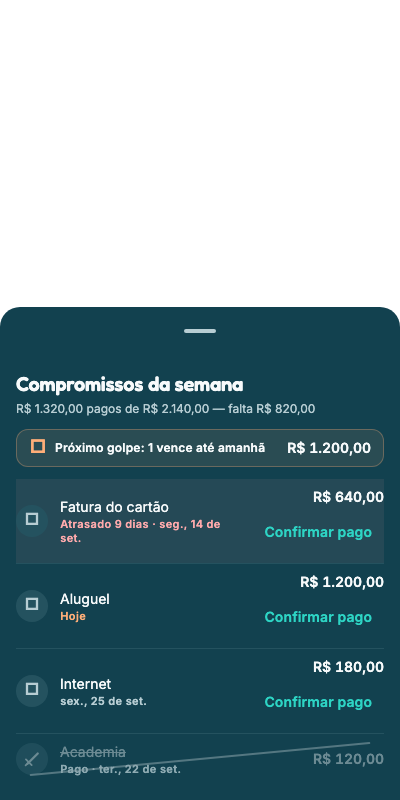 Compromissos da semana
R$ 1.320,00 pagos de R$ 2.140,00 — falta R$ 820,00
Próximo golpe: 1 vence até amanhã R$ 1.200,00
Fatura do cartão R$ 640,00
Atrasado 9 dias · seg., 14 de
set.
Confirmar pago
Aluguel R$ 1.200,00
Hoje Confirmar pago
Internet R$ 180,00
sex., 25 de set. Confirmar pago
Academia R$ 120,00
Pago · ter., 22 de set.